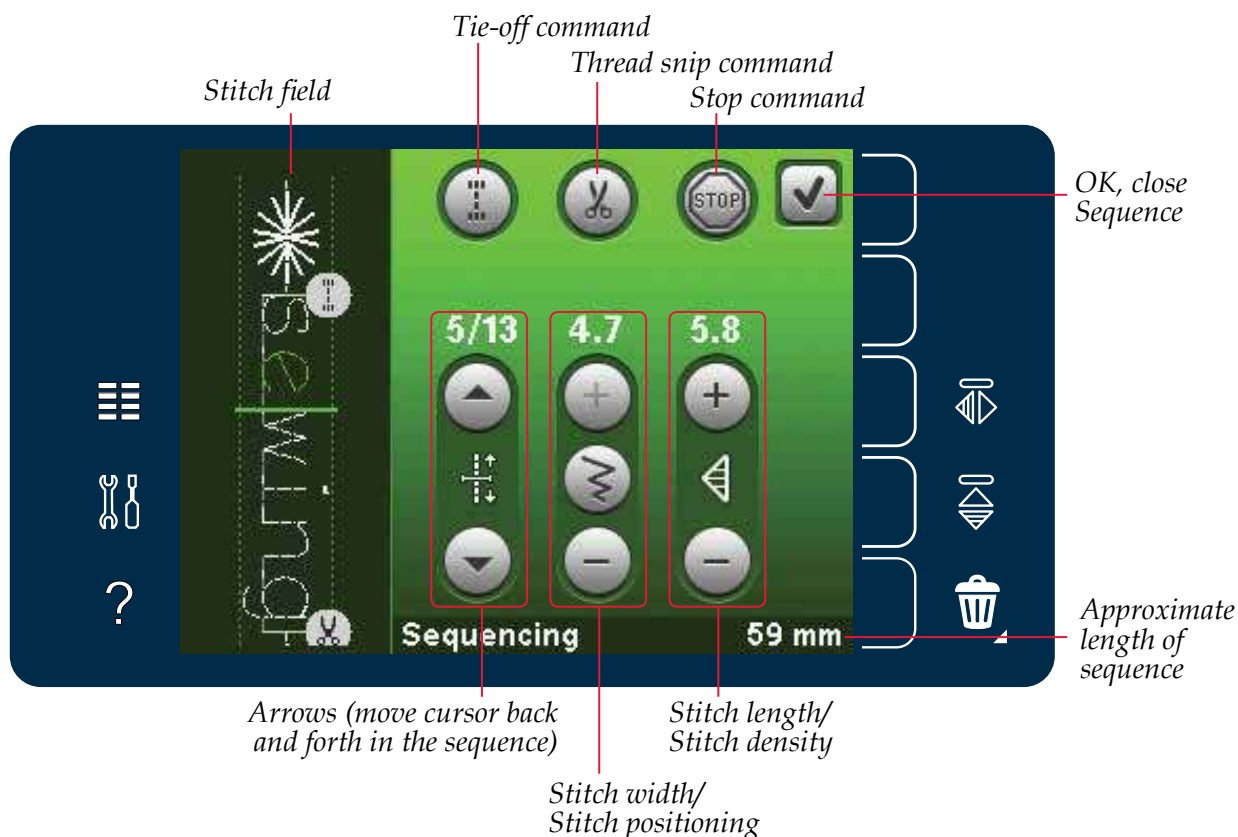 Tie-off command
Thread snip command
Stop command
Stitch field
STOP
OK, close
Sequence
5/13
4.7
5.8
sewing
?
Sequencing
59 mm
Approximate
length of
sequence
Arrows (move cursor back
and forth in the sequence)
Stitch length/
Stitch density
Stitch width/
Stitch positioning